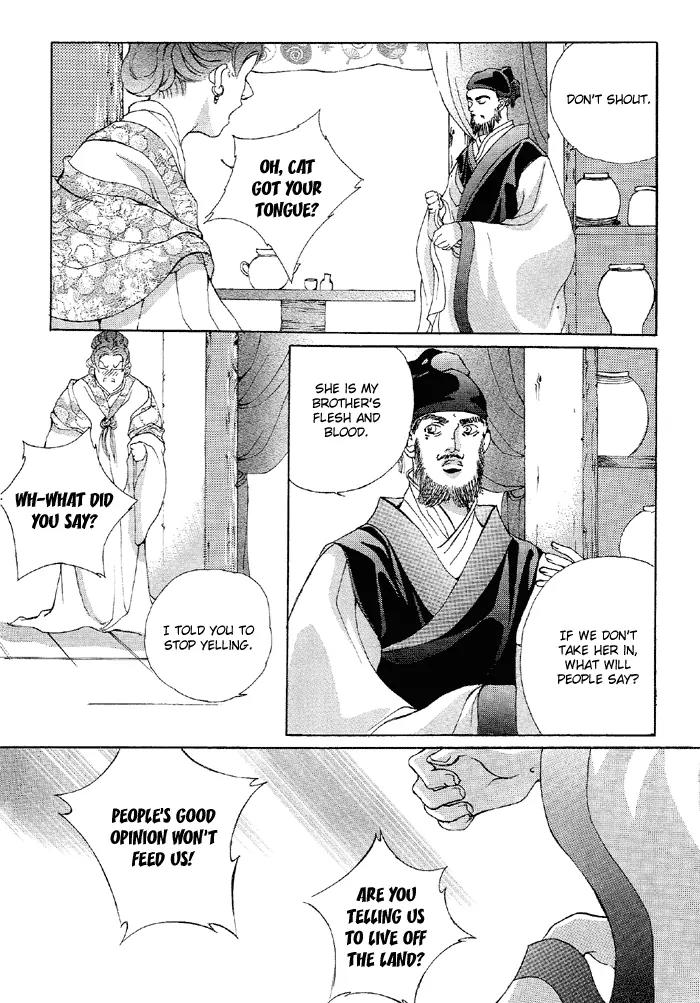 OH, CAT
GOT YOUR
TONGUE?
DON'T SHOUT.
SHE IS MY
BROTHER'S
FLESH AND
BLOOD.
IF WE DON'T
TAKE HER IN,
WHAT WILL
PEOPLE SAY?
WH-WHAT DID
YOU SAY?
I TOLD YOU TO
STOP YELLING.
PEOPLE'S GOOD
OPINION WON'T
FEED US!
ARE YOU
TELLING US
TO LIVE OFF
THE LAND?